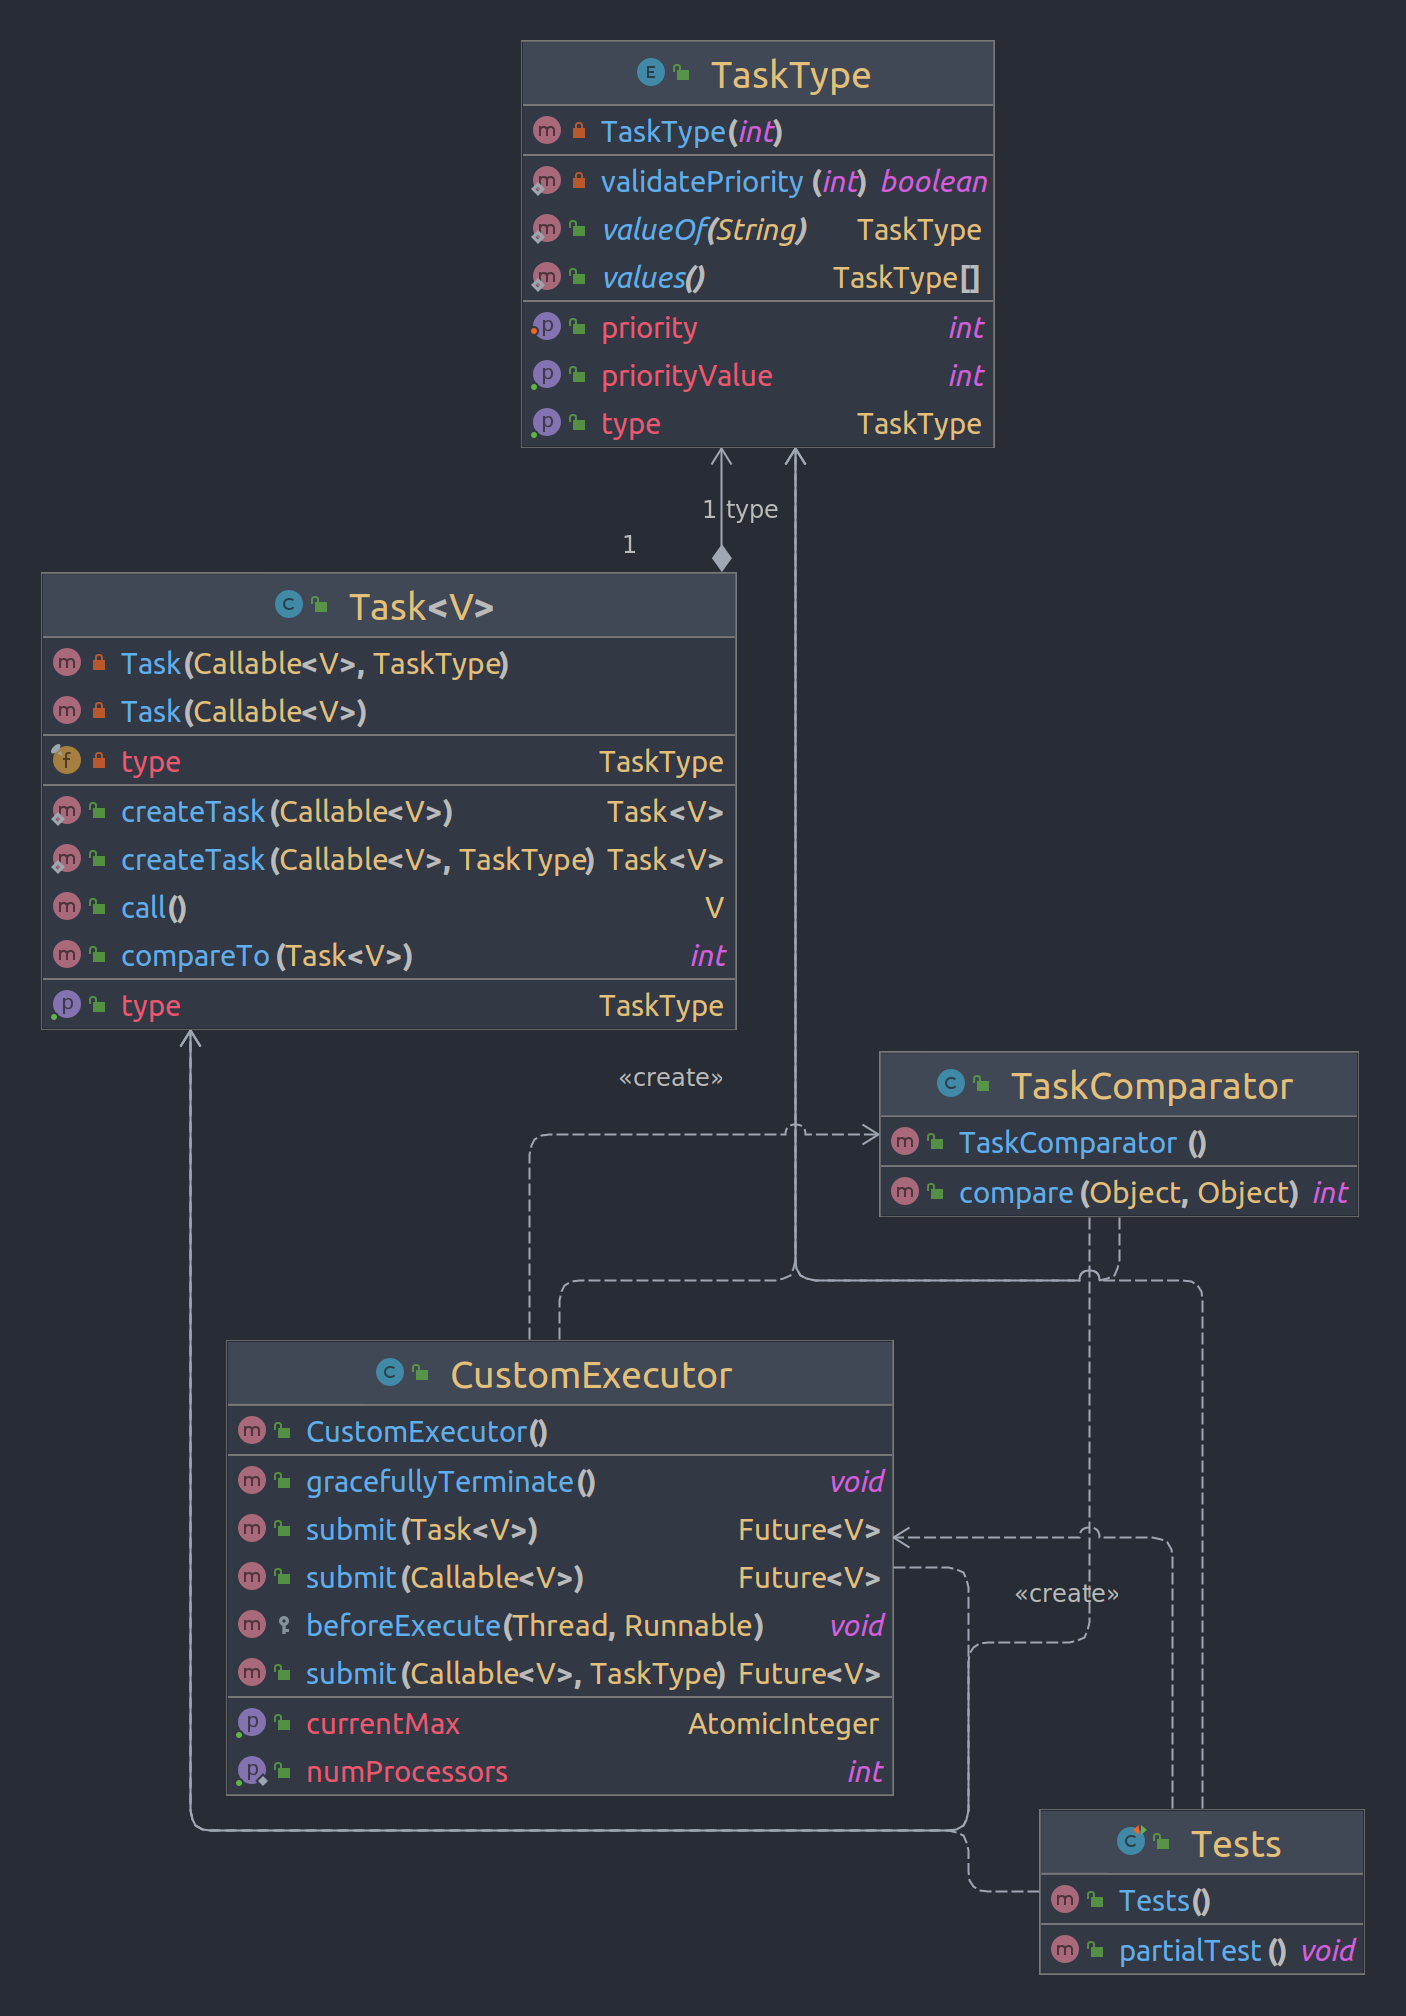 E TaskType
m TaskType(int)
m validatePriority (int) boolean
m valueOf(String) TaskType
m values() TaskType[]
p priority int
p priorityValue int
p type TaskType
1 type
1
C Task<V>
m Task(Callable<V>, TaskType)
m Task(Callable<V>)
f type TaskType
m createTask(Callable<V>) Task<V>
m createTask(Callable<V>, TaskType) Task<V>
m call() V
m compareTo(Task<V>) int
p type TaskType
«create»
C TaskComparator
m TaskComparator ()
m compare(Object, Object) int
C CustomExecutor
m CustomExecutor()
m gracefullyTerminate() void
m submit(Task<V>) Future<V>
m submit(Callable<V>) Future<V>
m beforeExecute(Thread, Runnable) void
m submit(Callable<V>, TaskType) Future<V>
p currentMax AtomicInteger
p numProcessors int
«create»
C Tests
m Tests()
m partialTest() void